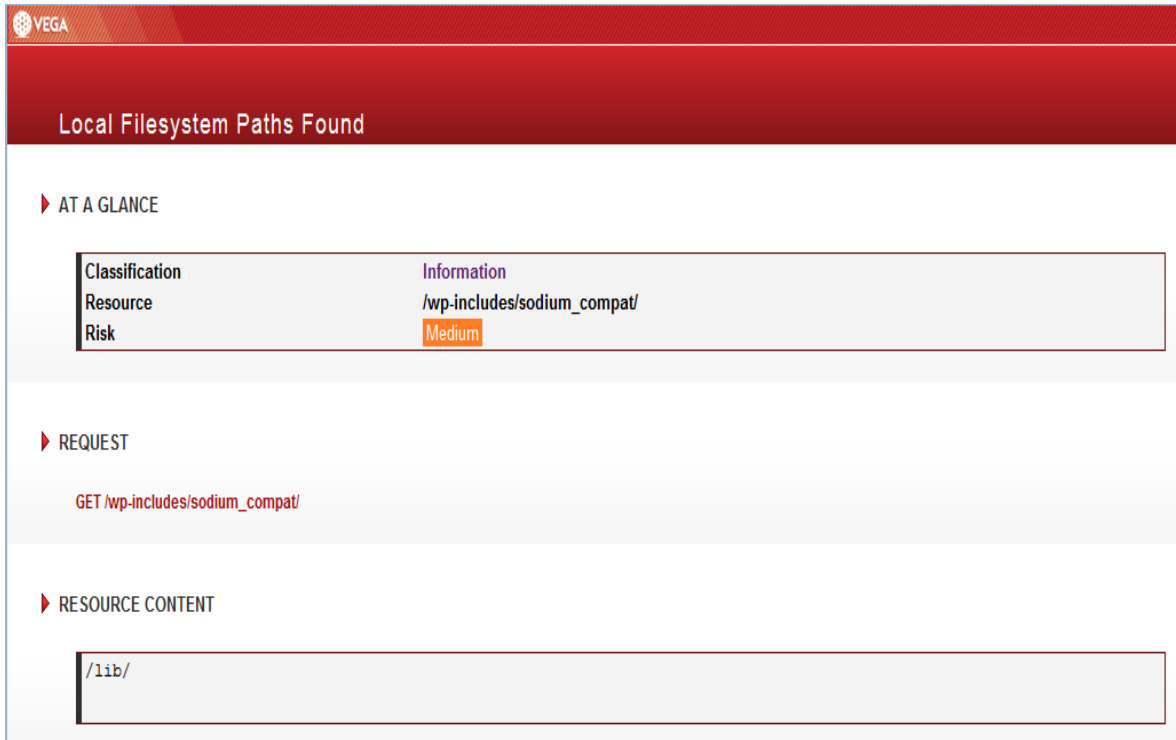 VEGA
Local Filesystem Paths Found
AT A GLANCE
Classification Information
Resource /wp-includes/sodium_compat/
Risk Medium
REQUEST
GET /wp-includes/sodium_compat/
RESOURCE CONTENT
/lib/